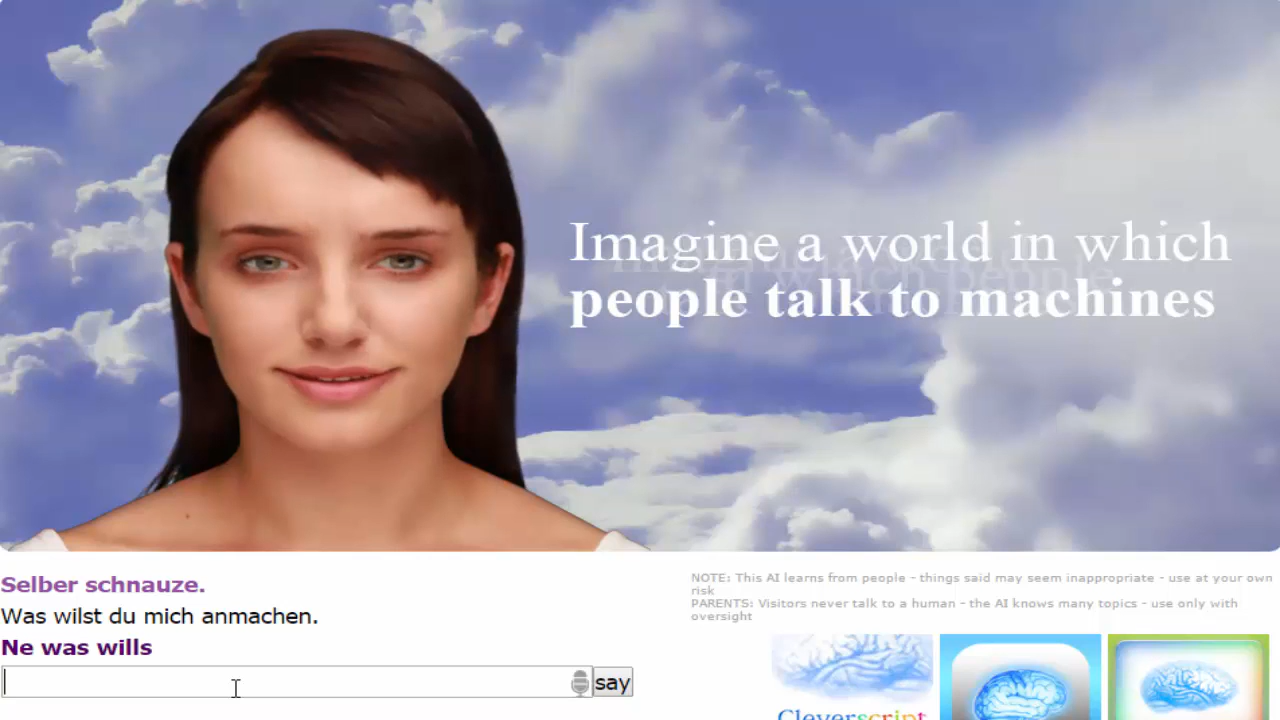 Imagine a world in which
people talk to machines
Selber schnauze.
Was wilst du mich anmachen.
Ne was wills
say
NOTE: This AI learns from people - things said may seem inappropriate - use at your own
risk
PARENTS: Visitors never talk to a human - the AI knows many topics - use only with
oversight
Cleverscript